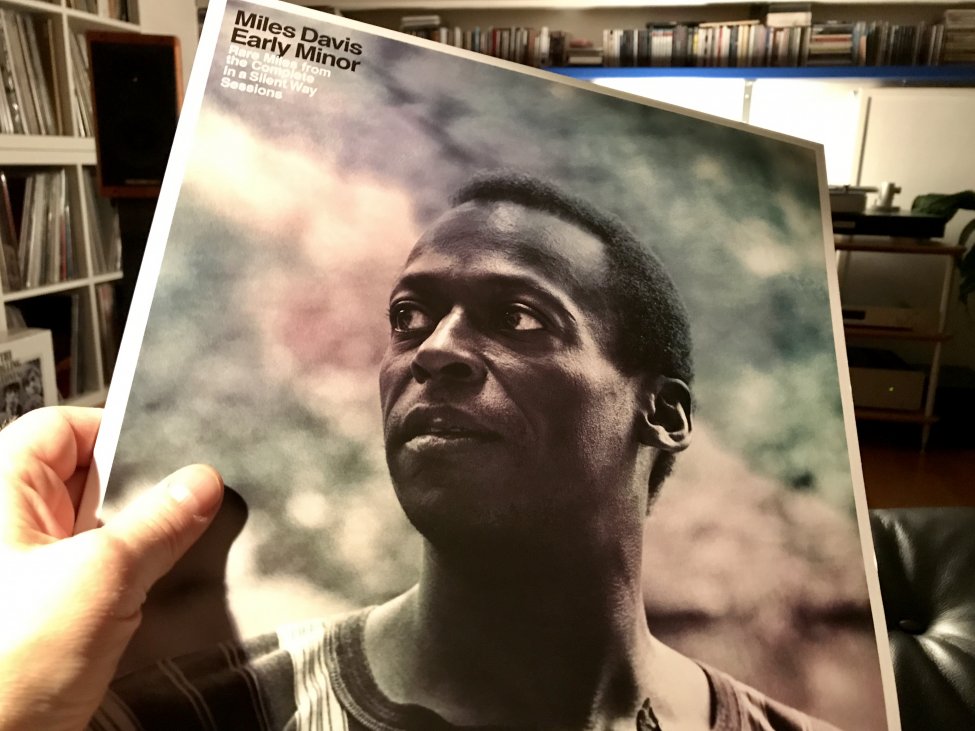 Miles Davis
Early Minor
Rare Miles from
the Complete
In a Silent Way
Sessions